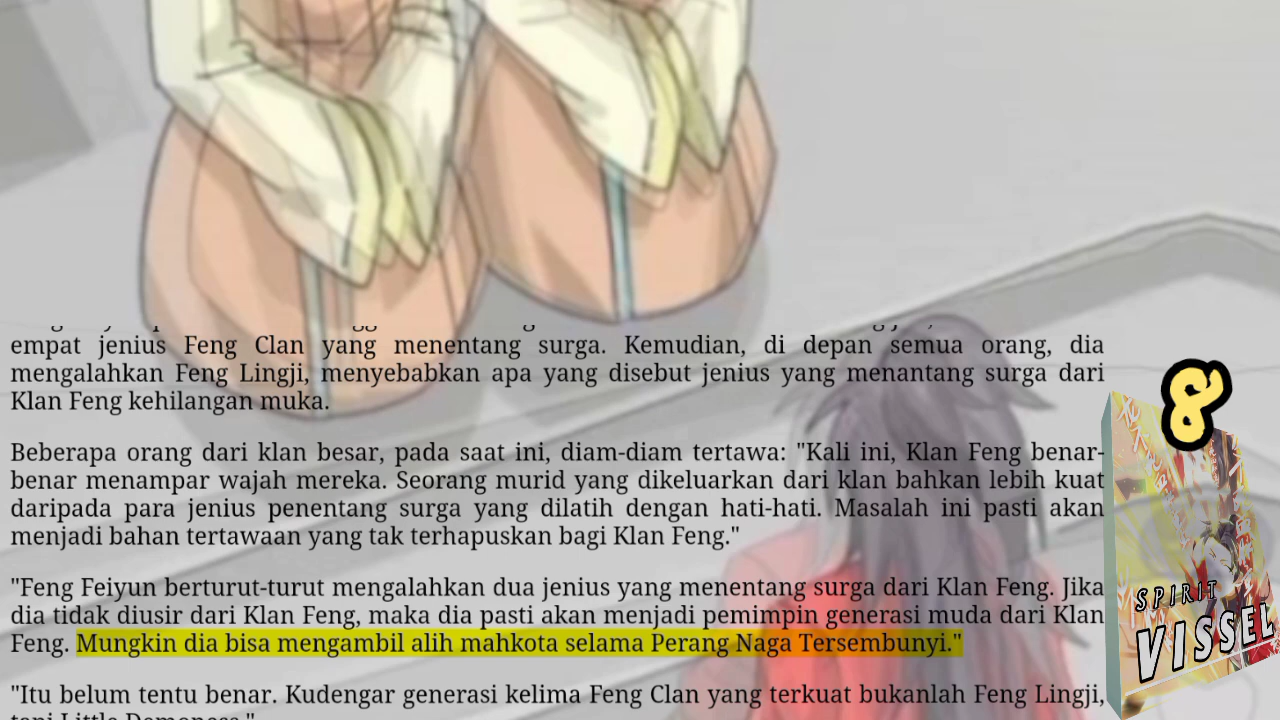 empat jenius Feng Clan yang menentang surga. Kemudian, di depan semua orang, dia
mengalahkan Feng Lingji, menyebabkan apa yang disebut jenius yang menantang surga dari
Klan Feng kehilangan muka.
Beberapa orang dari klan besar, pada saat ini, diam-diam tertawa: "Kali ini, Klan Feng benar-
benar menampar wajah mereka. Seorang murid yang dikeluarkan dari klan bahkan lebih kuat
daripada para jenius penentang surga yang dilatih dengan hati-hati. Masalah ini pasti akan
menjadi bahan tertawaan yang tak terhapuskan bagi Klan Feng."
"Feng Feiyun berturut-turut mengalahkan dua jenius yang menentang surga dari Klan Feng. Jika
dia tidak diusir dari Klan Feng, maka dia pasti akan menjadi pemimpin generasi muda dari Klan
Feng. Mungkin dia bisa mengambil alih mahkota selama Perang Naga Tersembunyi."
"Itu belum tentu benar. Kudengar generasi kelima Feng Clan yang terkuat bukanlah Feng Lingji,
tapi Little Demoness."
8
SPIRIT
VISSEL